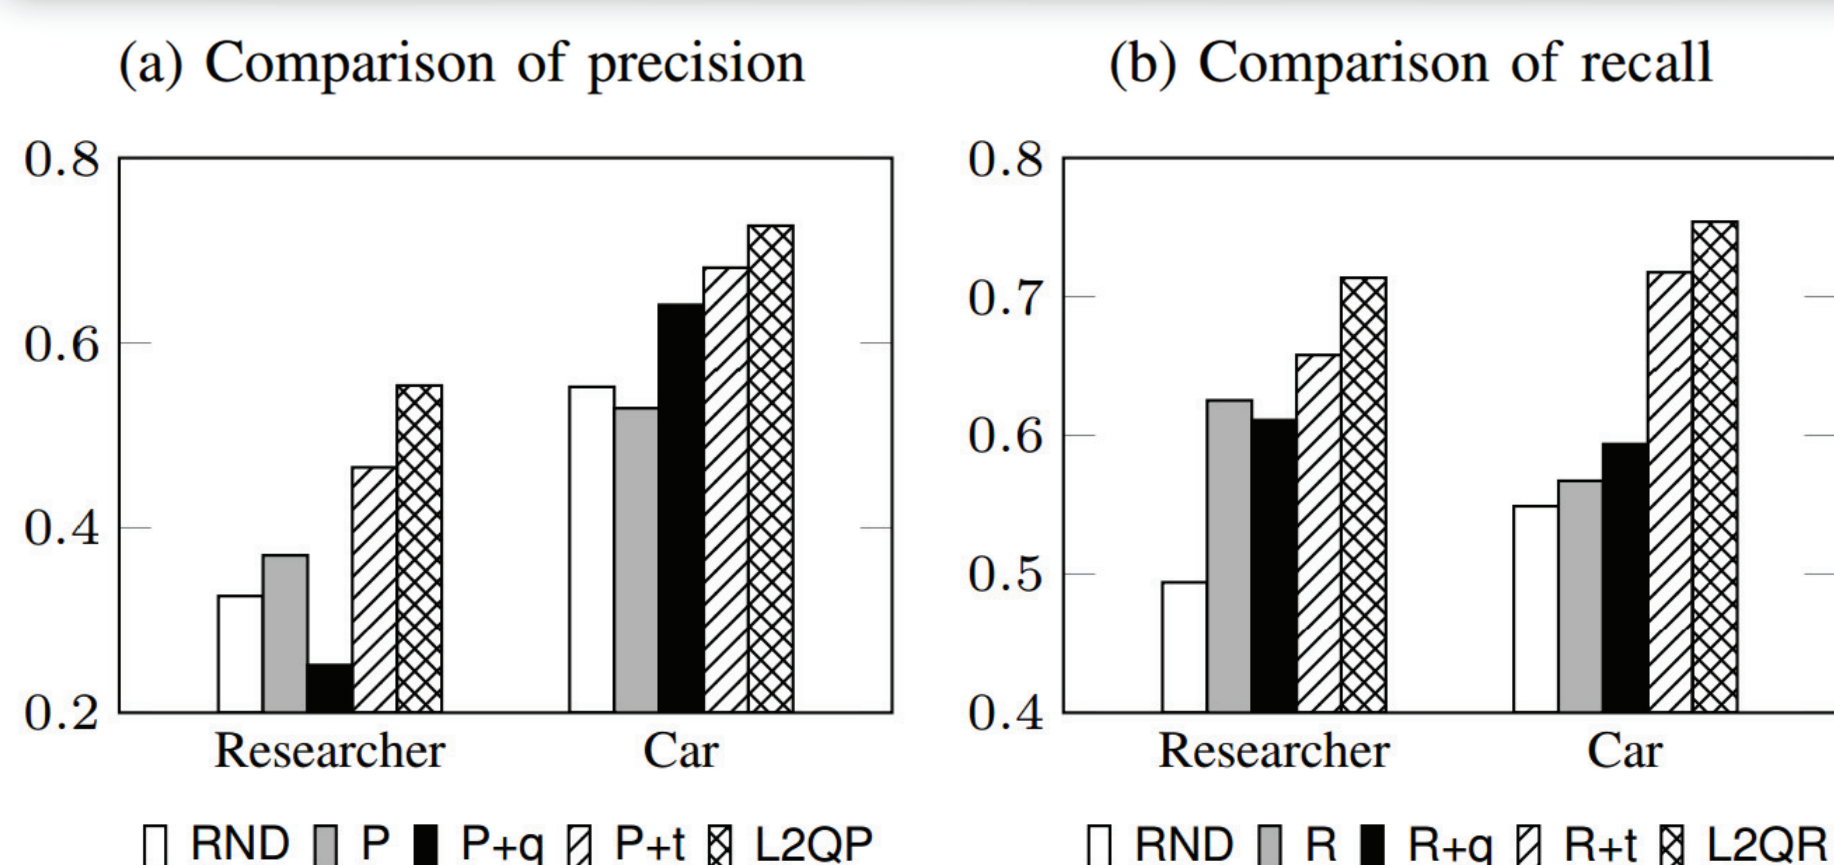 (a) Comparison of precision
0.8
0.6
0.4
0.2
Researcher Car
RND P P+q P+t L2QP
(b) Comparison of recall
0.8
0.7
0.6
0.5
0.4
Researcher Car
RND R R+q R+t L2QR